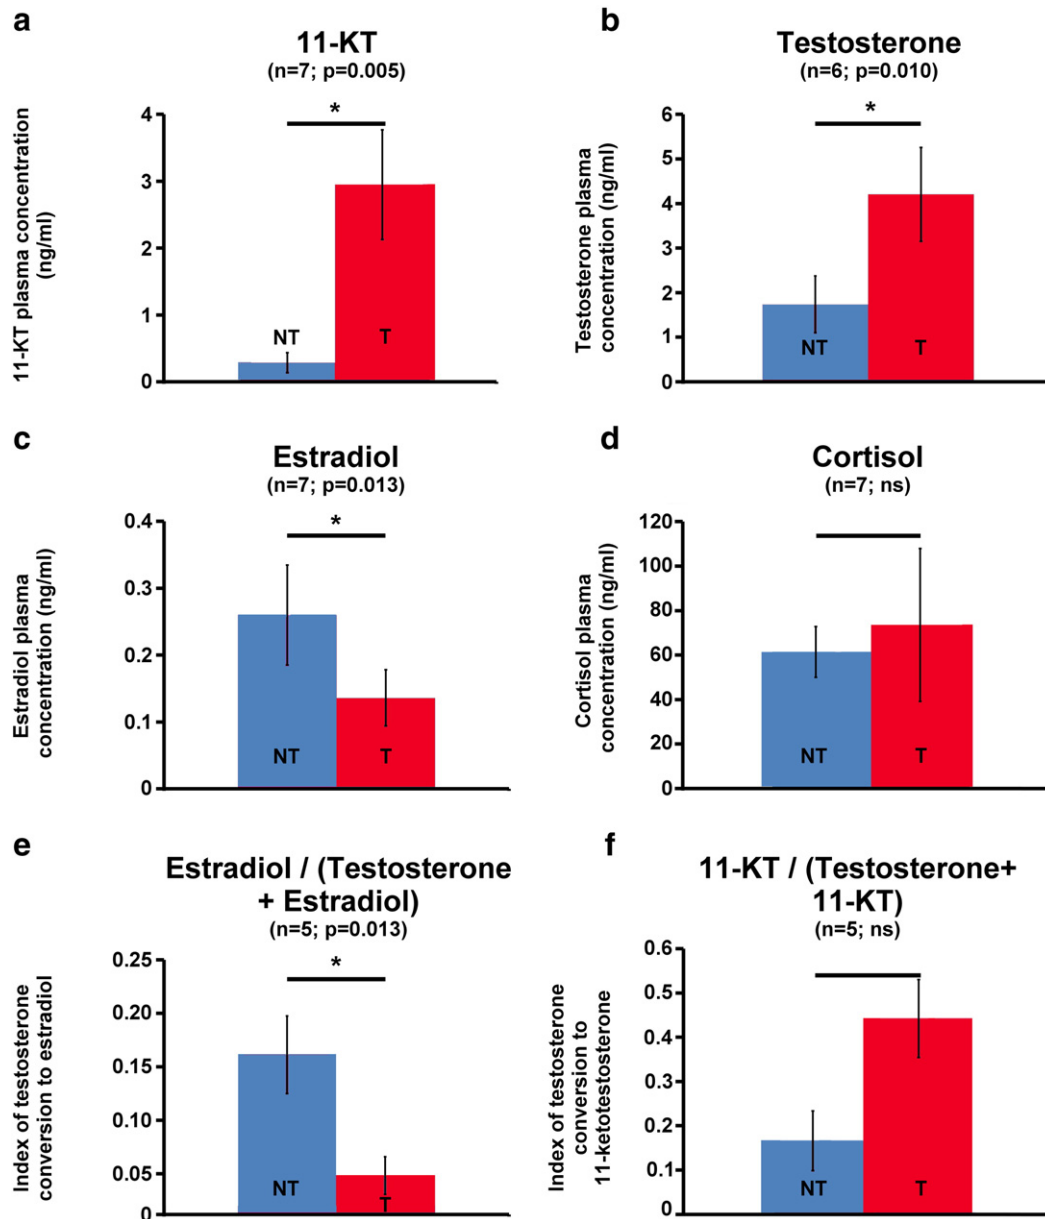 a
11-KT
(n=7; p=0.005)
11-KT plasma concentration
(ng/ml)
4
3
2
1
0
*
NT
T
b
Testosterone
(n=6; p=0.010)
Testosterone plasma
concentration (ng/ml)
6
5
4
3
2
1
0
*
NT
T
c
Estradiol
(n=7; p=0.013)
Estradiol plasma
concentration (ng/ml)
0.4
0.3
0.2
0.1
0
*
NT
T
d
Cortisol
(n=7; ns)
Cortisol plasma
concentration (ng/ml)
120
100
80
60
40
20
0
NT
T
e
Estradiol / (Testosterone
+ Estradiol)
(n=5; p=0.013)
Index of testosterone
conversion to estradiol
0.25
0.20
0.15
0.10
0.05
0
*
NT
T
f
11-KT / (Testosterone+
11-KT)
(n=5; ns)
Index of testosterone
conversion to
11-ketotestosterone
0.6
0.5
0.4
0.3
0.2
0.1
0
NT
T